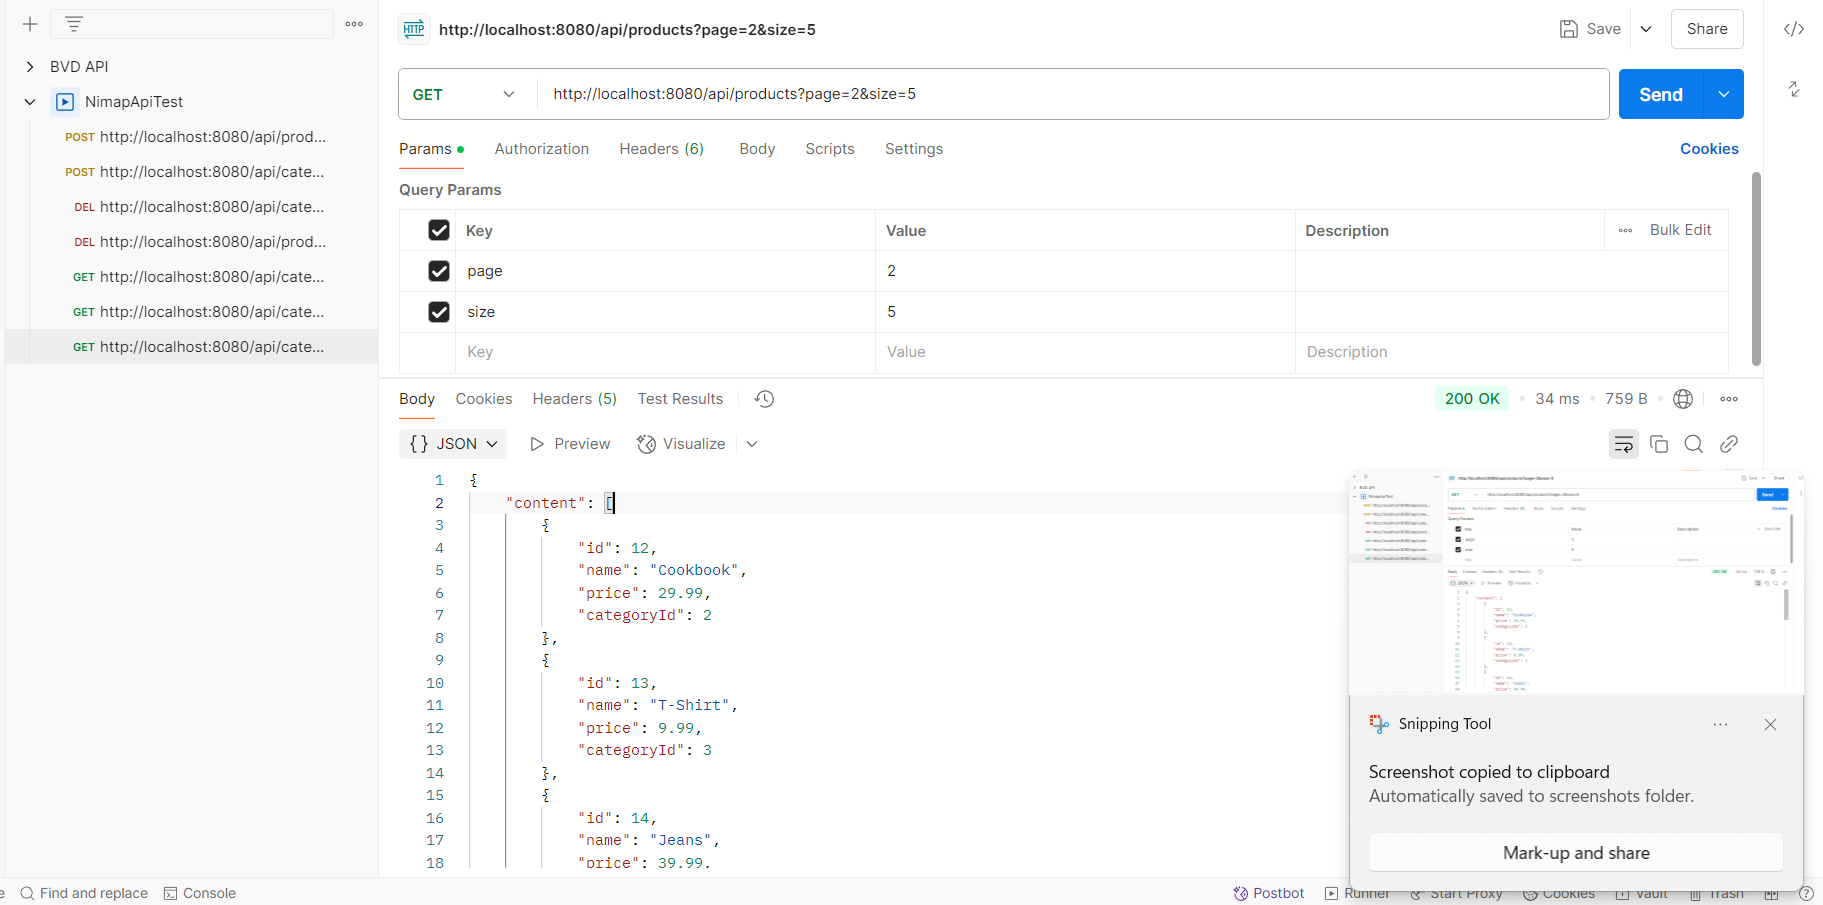 http://localhost:8080/api/products?page=2&size=5
Save
Share
BVD API
NimapApiTest
POST http://localhost:8080/api/prod...
POST http://localhost:8080/api/cate...
DEL http://localhost:8080/api/cate...
DEL http://localhost:8080/api/prod...
GET http://localhost:8080/api/cate...
GET http://localhost:8080/api/cate...
GET http://localhost:8080/api/cate...
GET http://localhost:8080/api/products?page=2&size=5 Send
Params Authorization Headers (6) Body Scripts Settings Cookies
Query Params
Key Value Description Bulk Edit
page 2
size 5
Key Value Description
Body Cookies Headers (5) Test Results 200 OK 34 ms 759 B
{} JSON Preview Visualize
1 {
2 "content": [
3 {
4 "id": 12,
5 "name": "Cookbook",
6 "price": 29.99,
7 "categoryId": 2
8 },
9 {
10 "id": 13,
11 "name": "T-Shirt",
12 "price": 9.99,
13 "categoryId": 3
14 },
15 {
16 "id": 14,
17 "name": "Jeans",
18 "price": 39.99,
Snipping Tool
Screenshot copied to clipboard
Automatically saved to screenshots folder.
Mark-up and share
Find and replace Console Postbot Runner Start Proxy Cookies Vault Trash